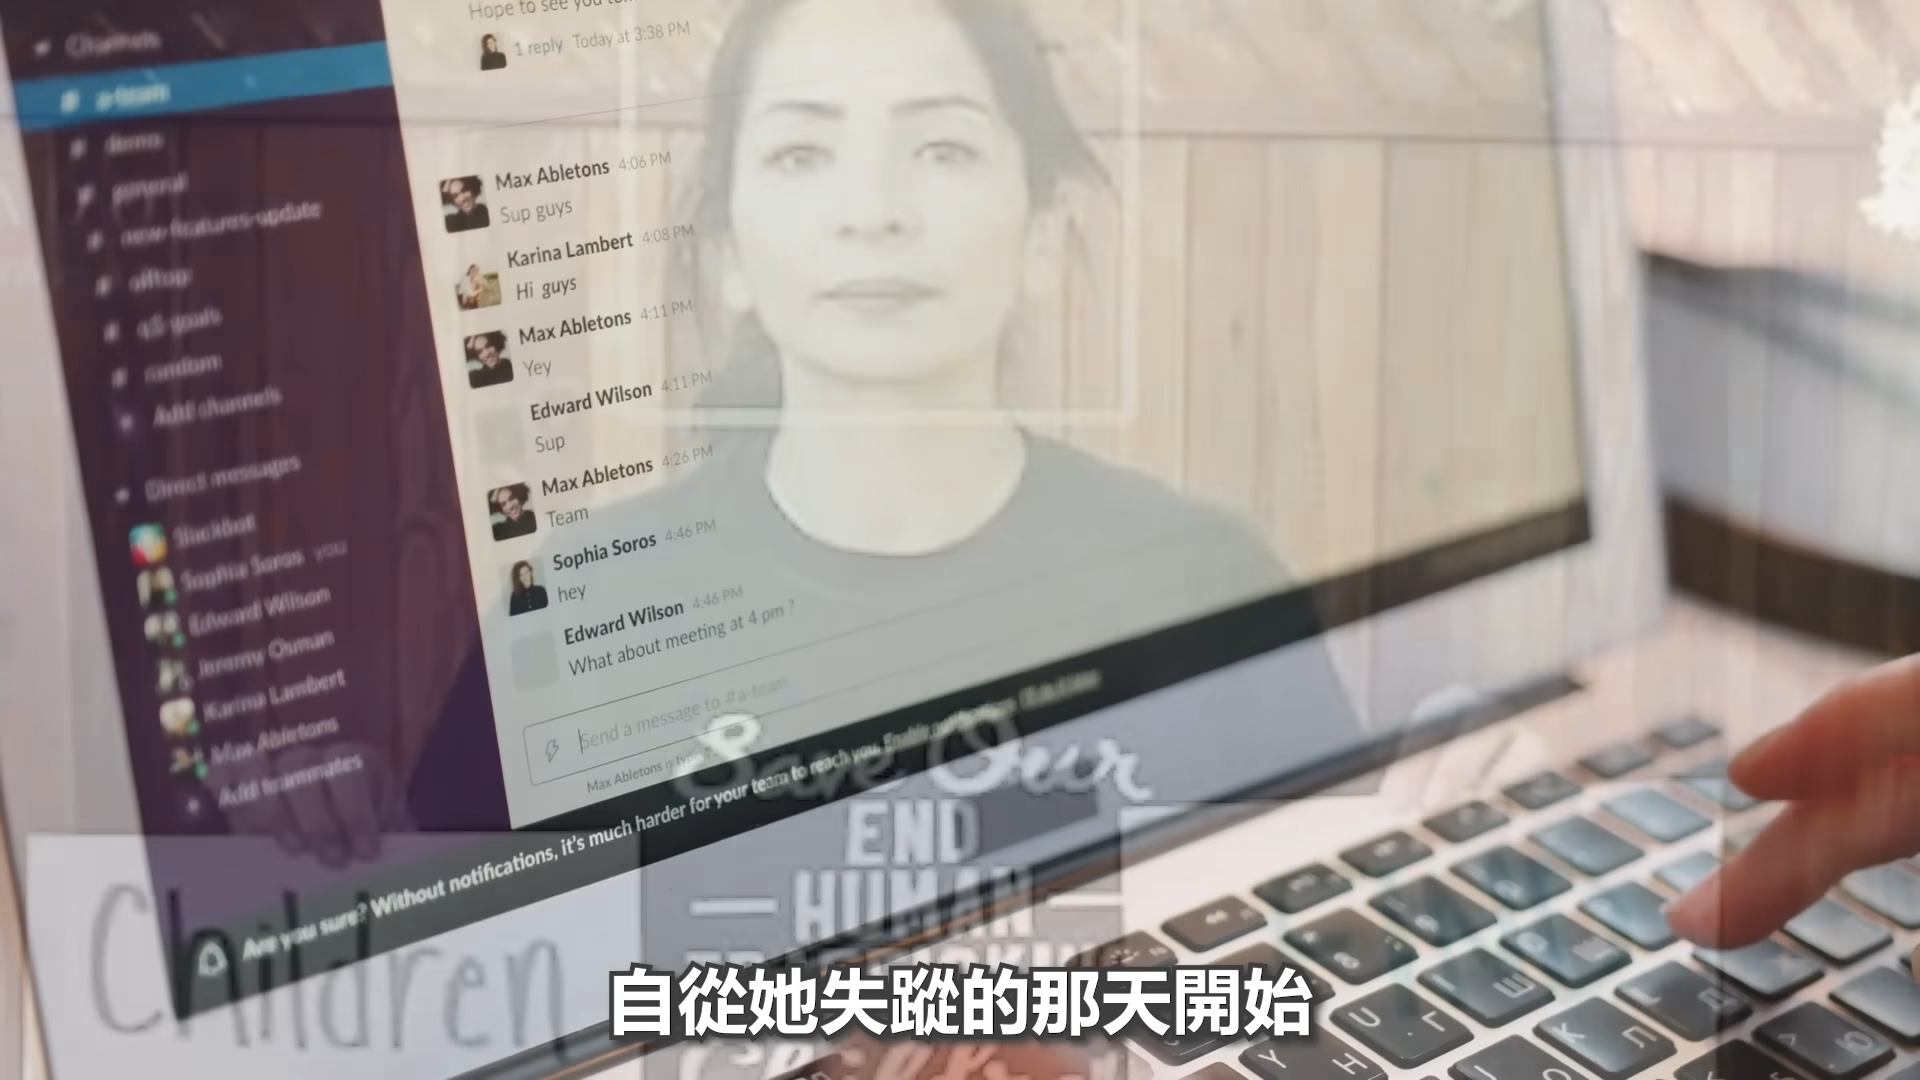 Hope to see you
1 reply Today at 3:38 PM
Channels
# a-team
# demo
# general
# new-features-update
# offtop
# q5-goals
# random
+ Add channels
Direct messages
Slackbot
Sophia Soros you
Edward Wilson
Jeremy Osman
Karina Lambert
Max Abletons
+ Add teammates
Max Abletons 4:06 PM
Sup guys
Karina Lambert 4:08 PM
Hi guys
Max Abletons 4:11 PM
Yey
Edward Wilson 4:11 PM
Sup
Max Abletons 4:26 PM
Team
Sophia Soros 4:46 PM
hey
Edward Wilson 4:46 PM
What about meeting at 4 pm ?
Send a message to #a-team
Max Abletons is typing
Are you sure? Without notifications, it's much harder for your team to reach you. Enable notifications
Save Our
Children
END
HUMAN
自從她失蹤的那天開始